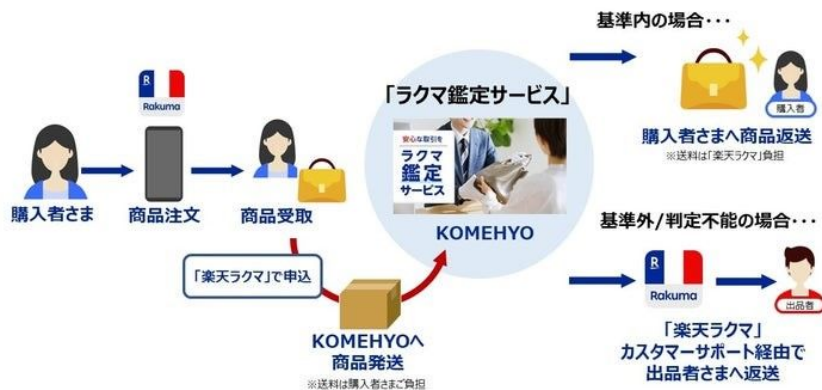 R
Rakuma
購入者さま
商品注文
商品受取
「楽天ラクマ」で申込
KOMEHYOへ
商品発送
※送料は購入者さまご負担
「ラクマ鑑定サービス」
安心な取引を
ラクマ
鑑定
サービス
KOMEHYO
基準内の場合･･･
購入者
購入者さまへ商品返送
※送料は「楽天ラクマ」負担
基準外/判定不能の場合･･･
R
Rakuma
出品者
「楽天ラクマ」
カスタマーサポート経由で
出品者さまへ返送